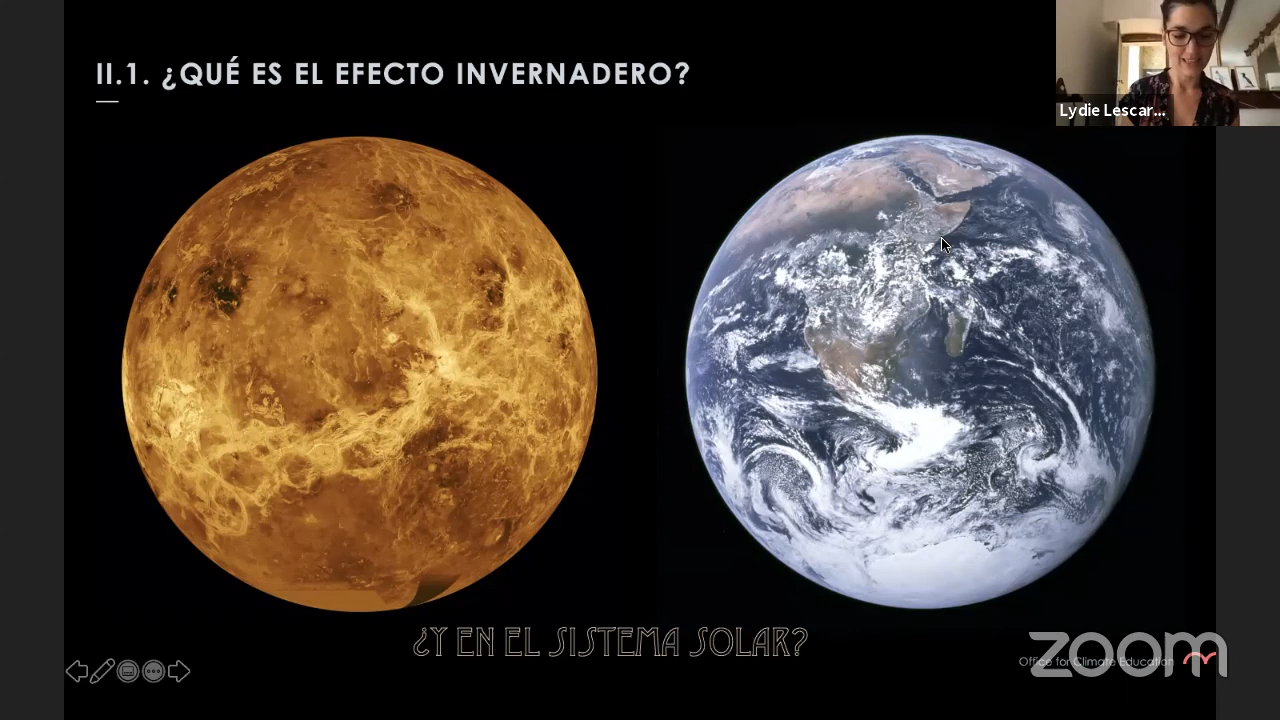 II.1. ¿QUÉ ES EL EFECTO INVERNADERO?
Lydie Lescar...
¿Y EN EL SISTEMA SOLAR?
Office for Climate Education
zoom